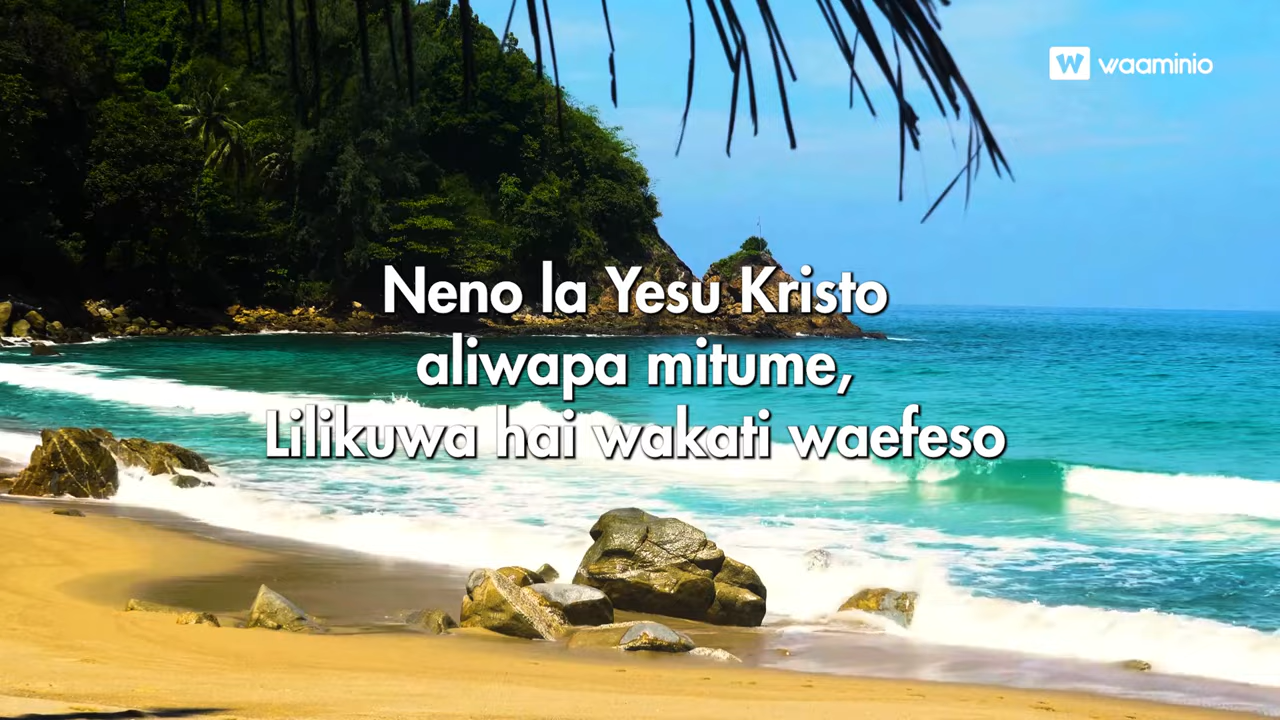 W waaminio
Neno la Yesu Kristo
aliwapa mitume,
Lilikuwa hai wakati waefeso